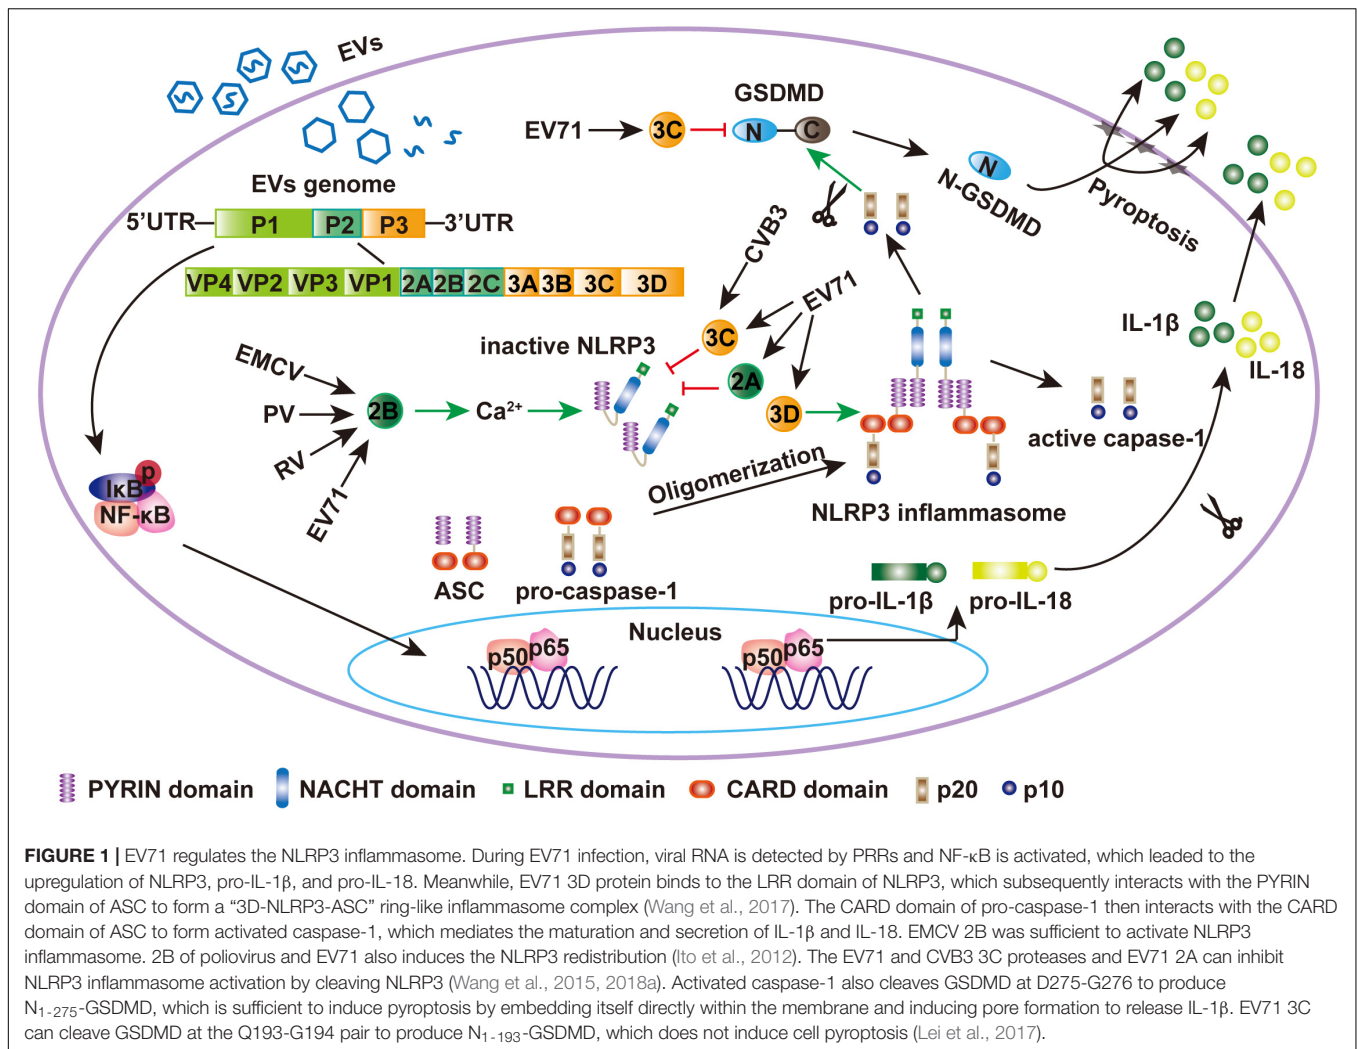 EVs
GSDMD
EV71
3C
N
C
N
N-GSDMD
Pyroptosis
EVs genome
5’UTR
P1
P2
P3
3’UTR
VP4 VP2 VP3 VP1 2A 2B 2C 3A 3B 3C 3D
CVB3
EV71
3C
2A
3D
inactive NLRP3
EMCV
PV
RV
EV71
2B
Ca²⁺
IL-1β
IL-18
active capase-1
Oligomerization
NLRP3 inflammasome
p
IκB
NF-κB
ASC
pro-caspase-1
pro-IL-1β
pro-IL-18
Nucleus
p50
p65
p50
p65
PYRIN domain
NACHT domain
LRR domain
CARD domain
p20
p10
FIGURE 1 | EV71 regulates the NLRP3 inflammasome. During EV71 infection, viral RNA is detected by PRRs and NF-κB is activated, which leaded to the
upregulation of NLRP3, pro-IL-1β, and pro-IL-18. Meanwhile, EV71 3D protein binds to the LRR domain of NLRP3, which subsequently interacts with the PYRIN
domain of ASC to form a “3D-NLRP3-ASC” ring-like inflammasome complex (Wang et al., 2017). The CARD domain of pro-caspase-1 then interacts with the CARD
domain of ASC to form activated caspase-1, which mediates the maturation and secretion of IL-1β and IL-18. EMCV 2B was sufficient to activate NLRP3
inflammasome. 2B of poliovirus and EV71 also induces the NLRP3 redistribution (Ito et al., 2012). The EV71 and CVB3 3C proteases and EV71 2A can inhibit
NLRP3 inflammasome activation by cleaving NLRP3 (Wang et al., 2015, 2018a). Activated caspase-1 also cleaves GSDMD at D275-G276 to produce
N₁₋₂₇₅-GSDMD, which is sufficient to induce pyroptosis by embedding itself directly within the membrane and inducing pore formation to release IL-1β. EV71 3C
can cleave GSDMD at the Q193-G194 pair to produce N₁₋₁₉₃-GSDMD, which does not induce cell pyroptosis (Lei et al., 2017).